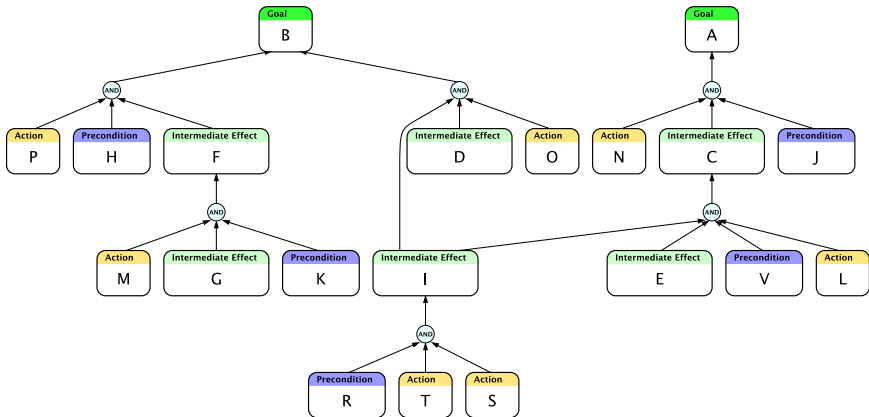 Goal
B
Goal
A
AND
AND
AND
Action
P
Precondition
H
Intermediate Effect
F
Intermediate Effect
D
Action
O
Action
N
Intermediate Effect
C
Precondition
J
AND
AND
Action
M
Intermediate Effect
G
Precondition
K
Intermediate Effect
I
Intermediate Effect
E
Precondition
V
Action
L
AND
Precondition
R
Action
T
Action
S